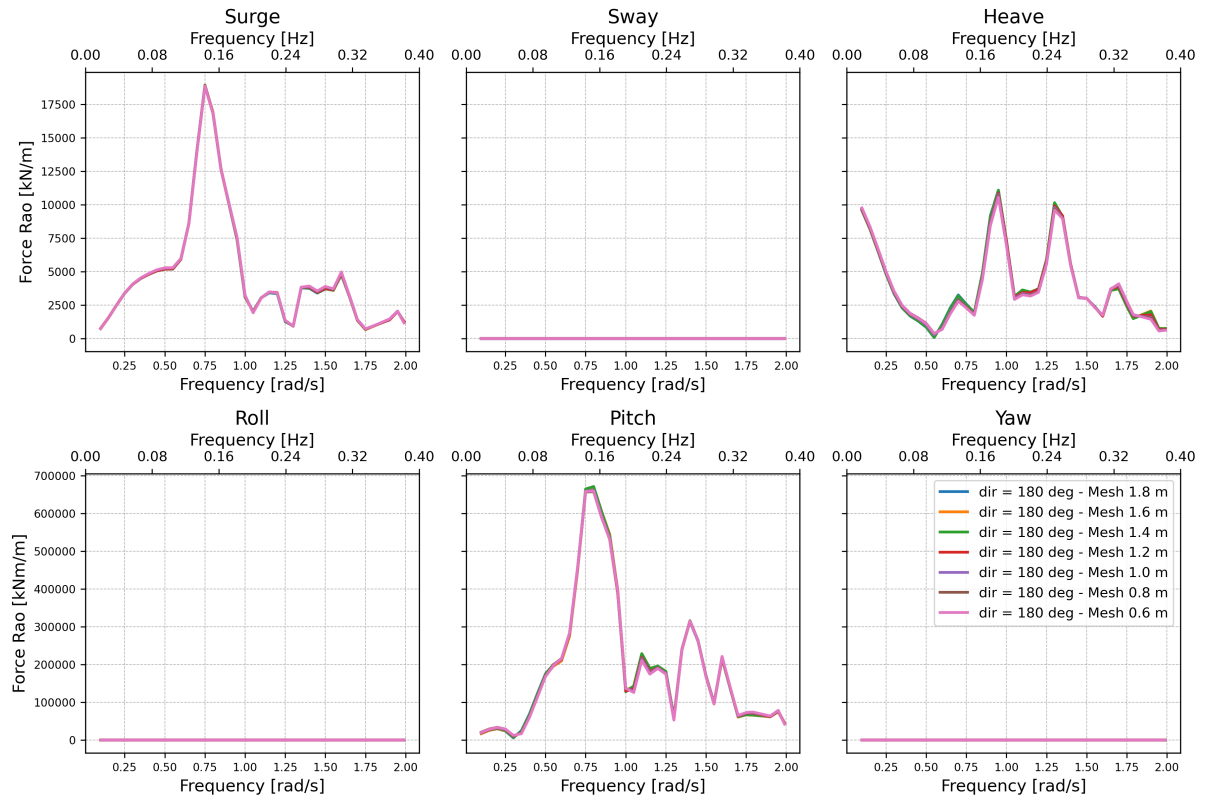 Surge Sway Heave
Frequency [Hz] Frequency [Hz] Frequency [Hz]
0.00 0.08 0.16 0.24 0.32 0.40 0.00 0.08 0.16 0.24 0.32 0.40 0.00 0.08 0.16 0.24 0.32 0.40
17500
15000
12500
10000
7500
5000
2500
0
Force Rao [kN/m]
0.25 0.50 0.75 1.00 1.25 1.50 1.75 2.00 0.25 0.50 0.75 1.00 1.25 1.50 1.75 2.00 0.25 0.50 0.75 1.00 1.25 1.50 1.75 2.00
Frequency [rad/s] Frequency [rad/s] Frequency [rad/s]
Roll Pitch Yaw
Frequency [Hz] Frequency [Hz] Frequency [Hz]
0.00 0.08 0.16 0.24 0.32 0.40 0.00 0.08 0.16 0.24 0.32 0.40 0.00 0.08 0.16 0.24 0.32 0.40
700000
600000
500000
400000
300000
200000
100000
0
Force Rao [kNm/m]
dir = 180 deg - Mesh 1.8 m
dir = 180 deg - Mesh 1.6 m
dir = 180 deg - Mesh 1.4 m
dir = 180 deg - Mesh 1.2 m
dir = 180 deg - Mesh 1.0 m
dir = 180 deg - Mesh 0.8 m
dir = 180 deg - Mesh 0.6 m
0.25 0.50 0.75 1.00 1.25 1.50 1.75 2.00 0.25 0.50 0.75 1.00 1.25 1.50 1.75 2.00 0.25 0.50 0.75 1.00 1.25 1.50 1.75 2.00
Frequency [rad/s] Frequency [rad/s] Frequency [rad/s]